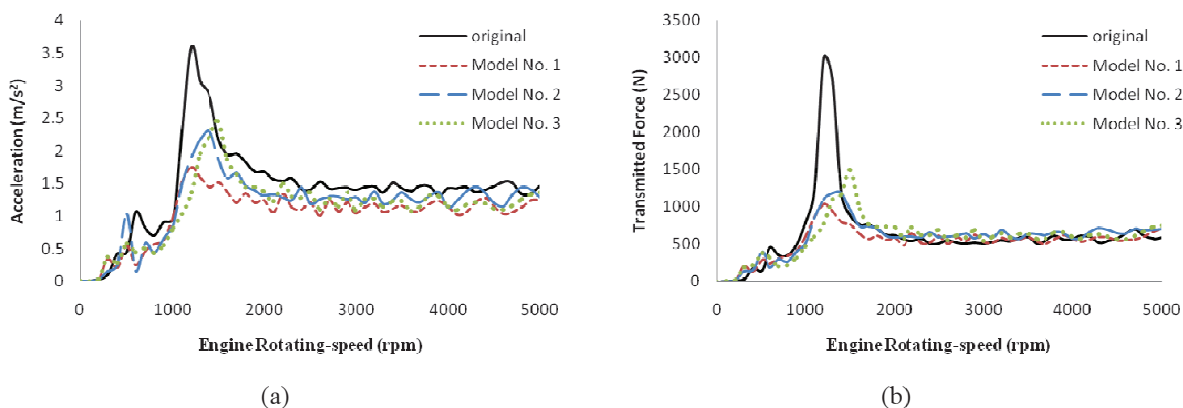 4
3.5
3
2.5
2
1.5
1
0.5
0
Acceleration (m/s²)
0 1000 2000 3000 4000 5000
Engine Rotating-speed (rpm)
original
Model No. 1
Model No. 2
Model No. 3
(a)
3500
3000
2500
2000
1500
1000
500
0
Transmitted Force (N)
0 1000 2000 3000 4000 5000
Engine Rotating-speed (rpm)
original
Model No. 1
Model No. 2
Model No. 3
(b)